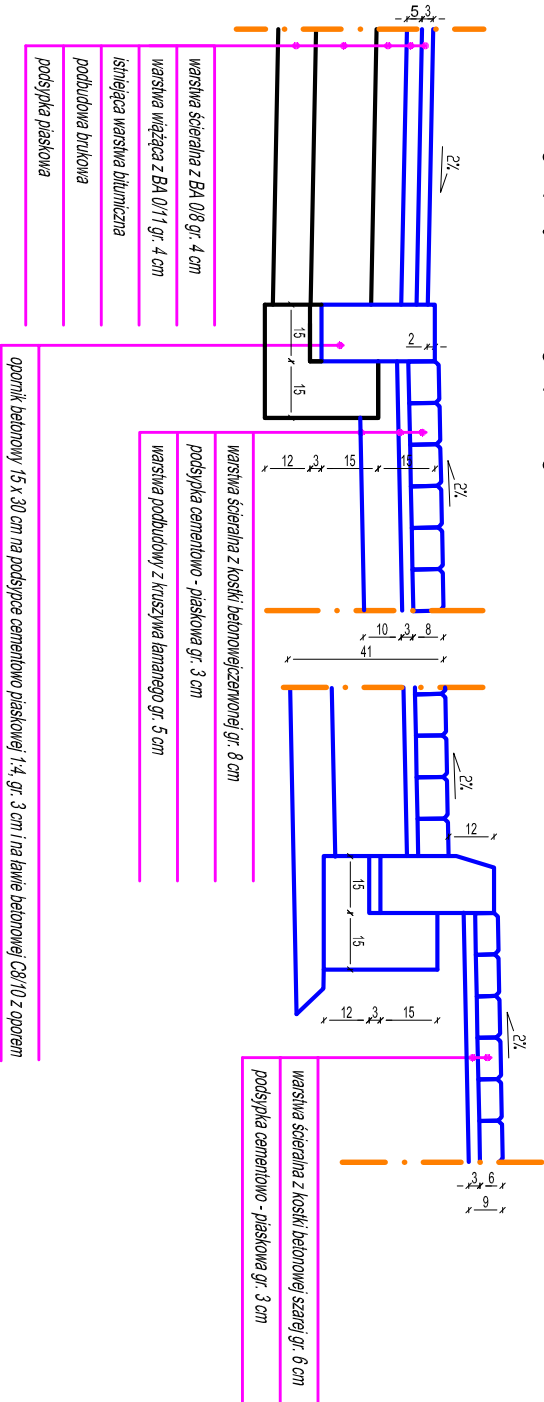 5 3
2%
2
15
15
12 3 15 15
2%
10 3 8
41
2%
12
15
15
12 3 15
2%
3 6
9
warstwa ścieralna z BA 0/8 gr. 4 cm
warstwa wiążąca z BA 0/11 gr. 4 cm
istniejąca warstwa bitumiczna
podbudowa brukowa
podsypka piaskowa
opornik betonowy 15 x 30 cm na podsypce cementowo piaskowej 1:4, gr. 3 cm i na ławie betonowej C8/10 z oporem
warstwa ścieralna z kostki betonowejczerwonej gr. 8 cm
podsypka cementowo - piaskowa gr. 3 cm
warstwa podbudowy z kruszywa łamanego gr. 5 cm
warstwa ścieralna z kostki betonowej szarej gr. 6 cm
podsypka cementowo - piaskowa gr. 3 cm